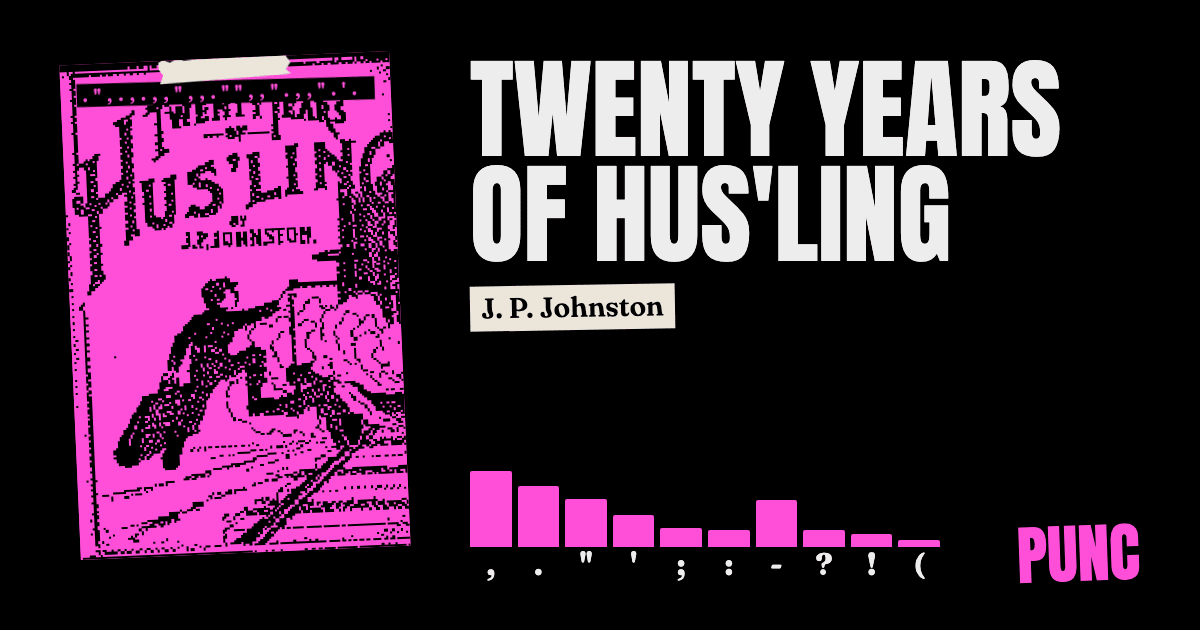 .",.,.,,",,."",,".,,".'.
TWENTY YEARS
OF
HUS'LING
BY
J.P. JOHNSTON.
TWENTY YEARS
OF HUS'LING
J. P. Johnston
, . " ' ; : - ? ! (
PUNC